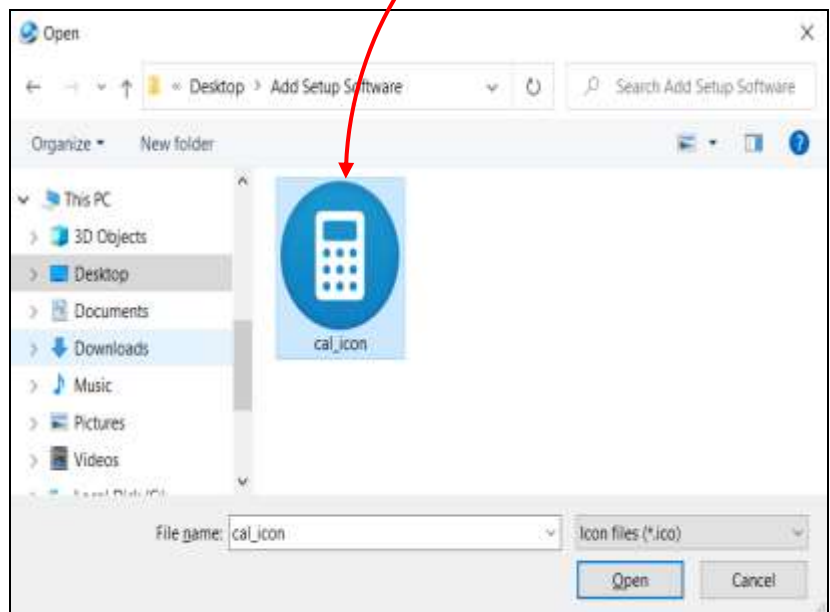 Open
« Desktop > Add Setup Software
Search Add Setup Software
Organize
New folder
This PC
3D Objects
Desktop
Documents
Downloads
Music
Pictures
Videos
cal_icon
File name: cal_icon
Icon files (*.ico)
Open
Cancel